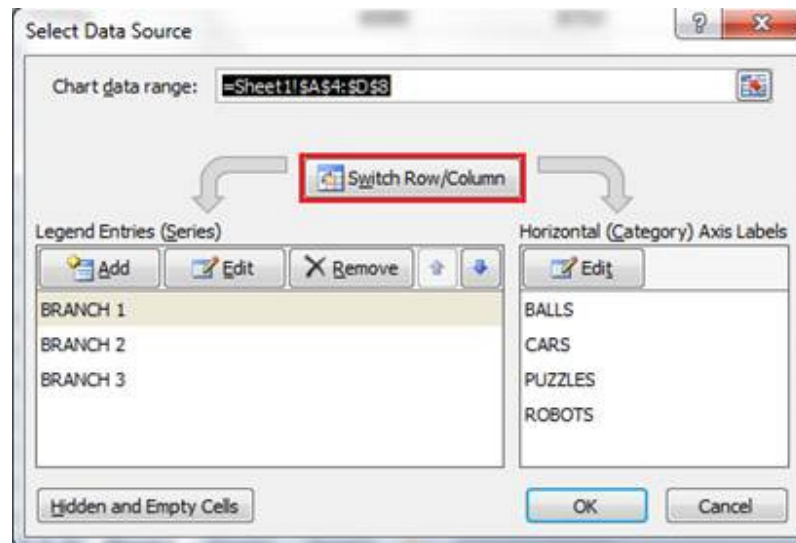 Select Data Source
Chart data range: =Sheet1!$A$4:$D$8
Switch Row/Column
Legend Entries (Series)
Add Edit Remove
BRANCH 1
BRANCH 2
BRANCH 3
Horizontal (Category) Axis Labels
Edit
BALLS
CARS
PUZZLES
ROBOTS
Hidden and Empty Cells
OK Cancel